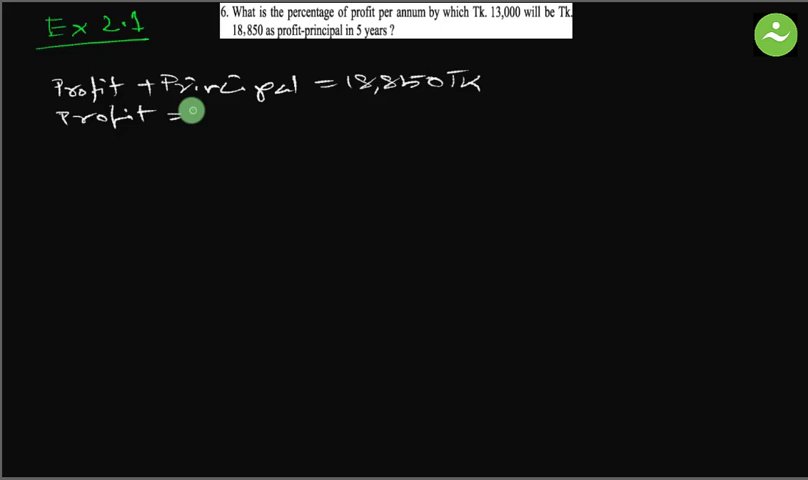 Ex 2.1
6. What is the percentage of profit per annum by which Tk. 13,000 will be Tk.
18,850 as profit-principal in 5 years ?
Profit + Principal = 18,850 Tk
Profit =